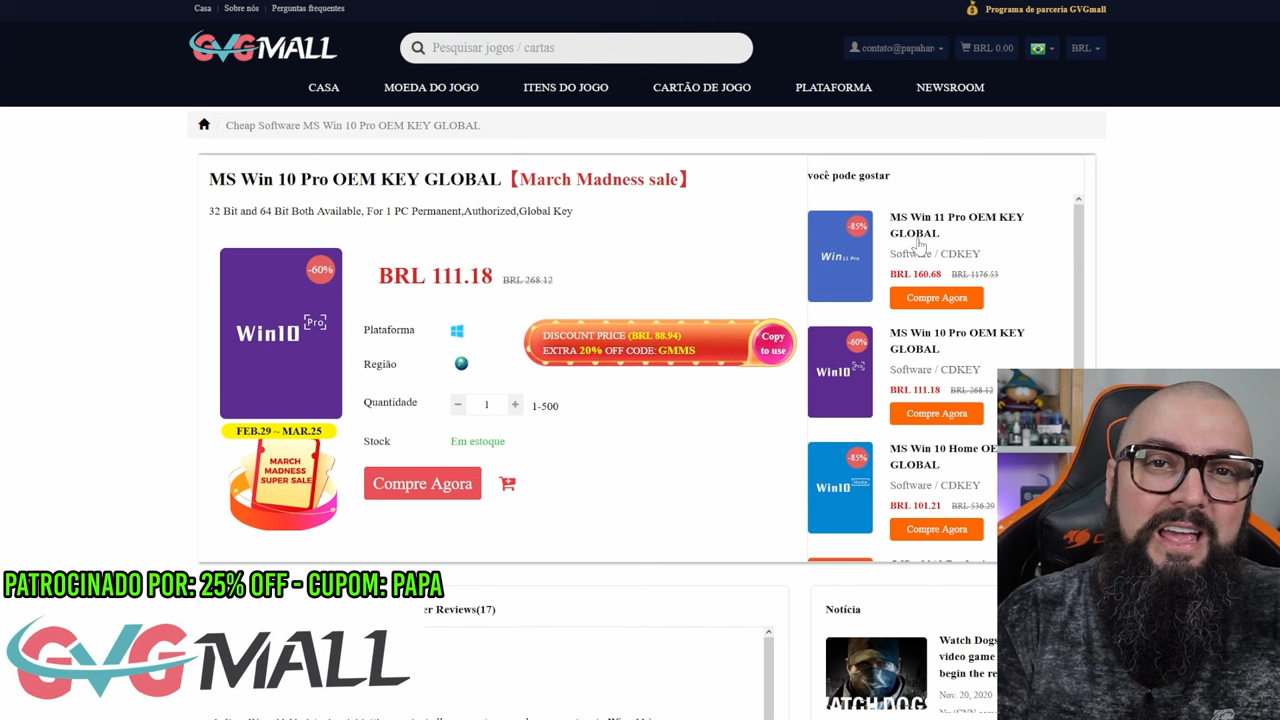 Casa
Sobre nós
Perguntas frequentes
Programa de parceria GVGmall
GVGMALL
Pesquisar jogos / cartas
BRL 0.00
BRL
CASA
MOEDA DO JOGO
ITENS DO JOGO
CARTÃO DE JOGO
PLATAFORMA
NEWSROOM
/ Cheap Software MS Win 10 Pro OEM KEY GLOBAL
MS Win 10 Pro OEM KEY GLOBAL【March Madness sale】
32 Bit and 64 Bit Both Available, For 1 PC Permanent,Authorized,Global Key
-60%
Win10 Pro
FEB.29 ~ MAR.25
MARCH
MADNESS
SUPER SALE
BRL 111.18 BRL 268.12
Plataforma
Região
Quantidade
− 1 + 1-500
Stock
Em estoque
Compre Agora
DISCOUNT PRICE (BRL 88.94)
EXTRA 20% OFF CODE: GMMS
Copy
to use
você pode gostar
-85%
Win 11 Pro
MS Win 11 Pro OEM KEY
GLOBAL
Software / CDKEY
BRL 160.68 BRL 1176.53
Compre Agora
-60%
Win10 Pro
MS Win 10 Pro OEM KEY
GLOBAL
Software / CDKEY
BRL 111.18 BRL 268.12
Compre Agora
-85%
Win10 Home
MS Win 10 Home OE
GLOBAL
Software / CDKEY
BRL 101.21 BRL 536.29
Compre Agora
PATROCINADO POR: 25% OFF - CUPOM: PAPA
GVGMALL
er Reviews(17)
Notícia
WATCH DOGS
Watch Dogs
video game
begin the re
Nov. 20, 2020